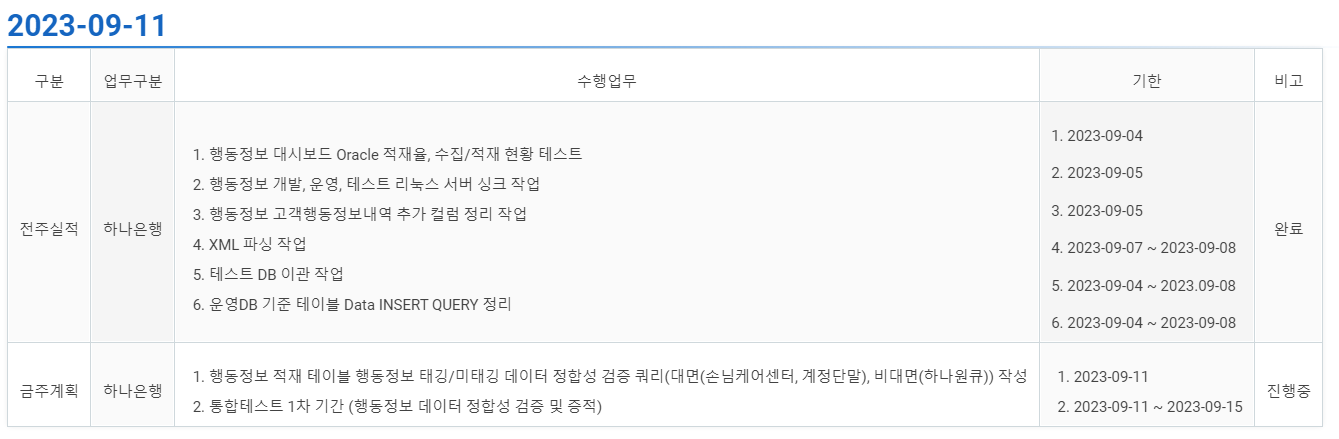 2023-09-11
구분 업무구분 수행업무 기한 비고
전주실적 하나은행
1. 행동정보 대시보드 Oracle 적재율, 수집/적재 현황 테스트
2. 행동정보 개발, 운영, 테스트 리눅스 서버 싱크 작업
3. 행동정보 고객행동정보내역 추가 컬럼 정리 작업
4. XML 파싱 작업
5. 테스트 DB 이관 작업
6. 운영DB 기준 테이블 Data INSERT QUERY 정리
1. 2023-09-04
2. 2023-09-05
3. 2023-09-05
4. 2023-09-07 ~ 2023-09-08
5. 2023-09-04 ~ 2023.09-08
6. 2023-09-04 ~ 2023-09-08
완료
금주계획 하나은행
1. 행동정보 적재 테이블 행동정보 태깅/미태깅 데이터 정합성 검증 쿼리(대면(손님케어센터, 계정단말), 비대면(하나원큐)) 작성
2. 통합테스트 1차 기간 (행동정보 데이터 정합성 검증 및 증적)
1. 2023-09-11
2. 2023-09-11 ~ 2023-09-15
진행중